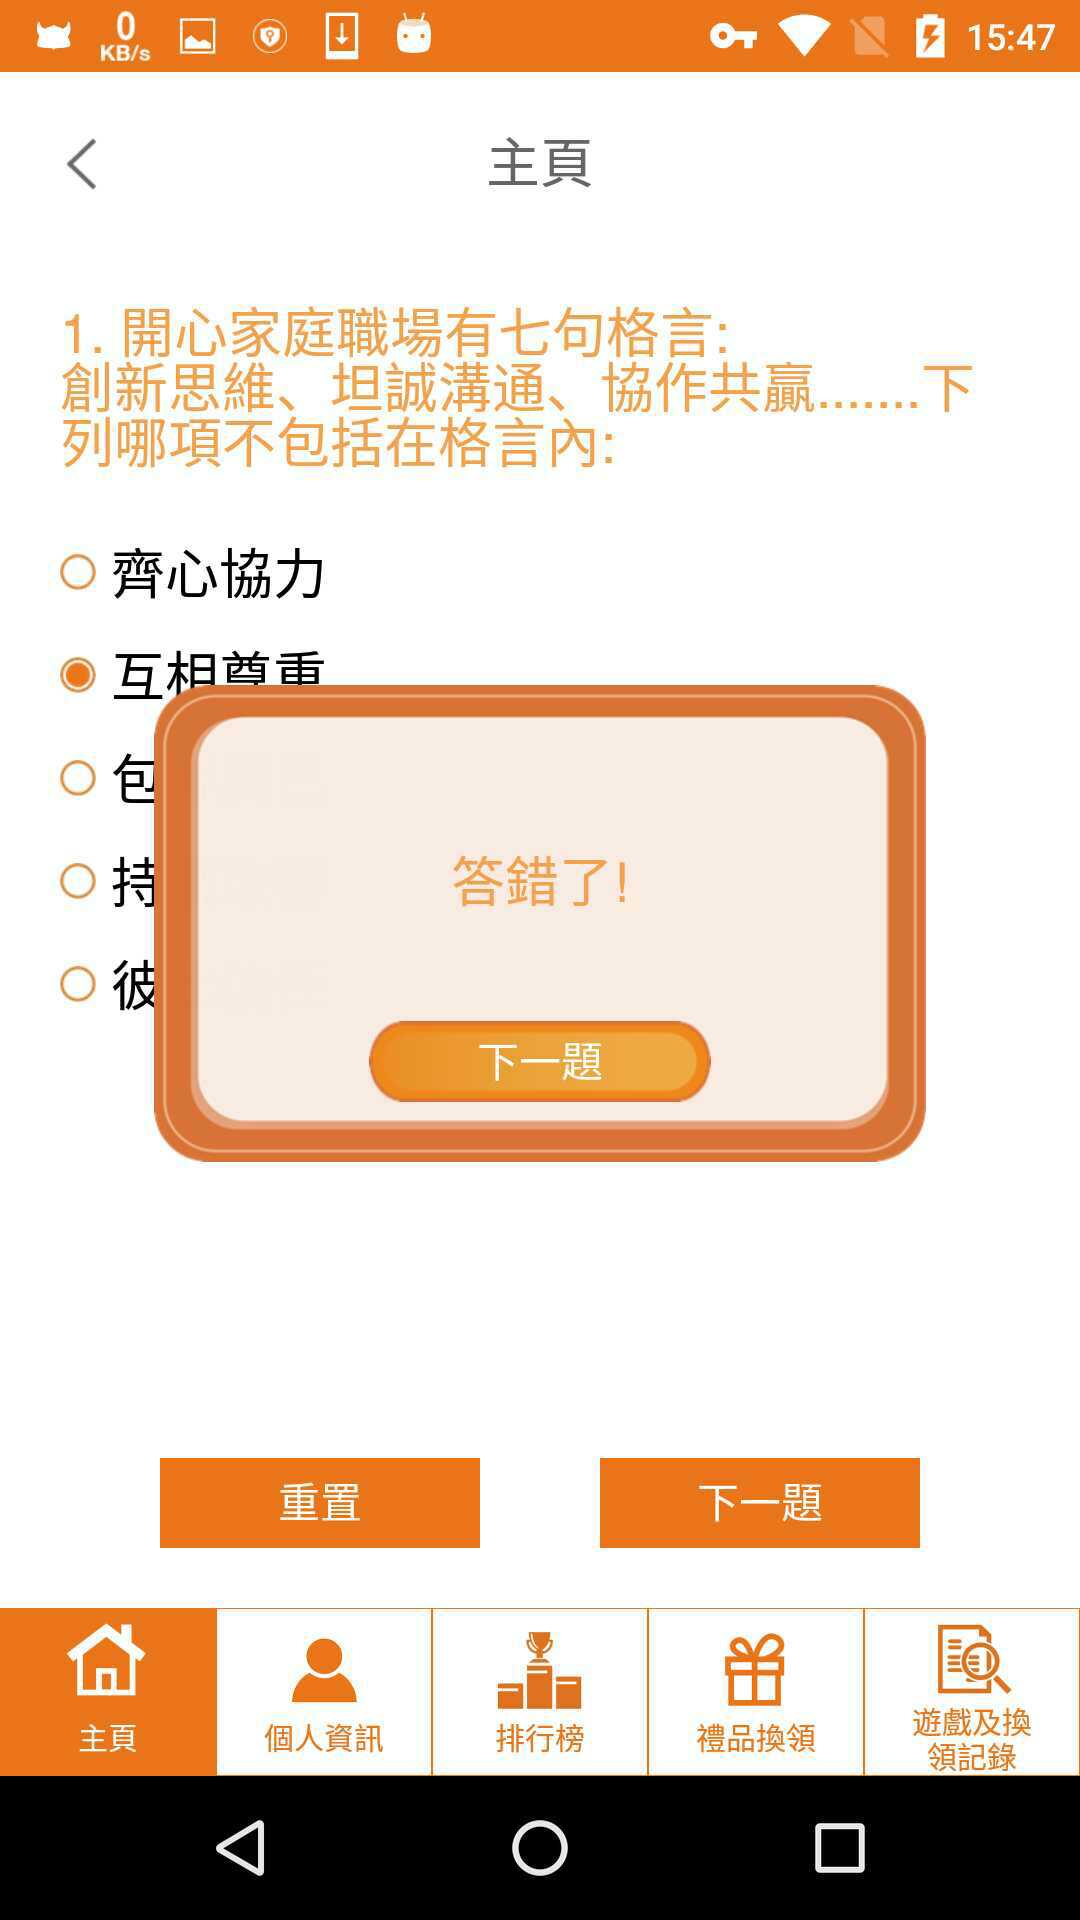 0
KB/s
15:47
主頁
1. 開心家庭職場有七句格言:
創新思維、坦誠溝通、協作共贏.......下
列哪項不包括在格言內:
齊心協力
互相尊重
包
持
彼
答錯了!
下一題
重置
下一題
主頁
個人資訊
排行榜
禮品換領
遊戲及換
領記錄